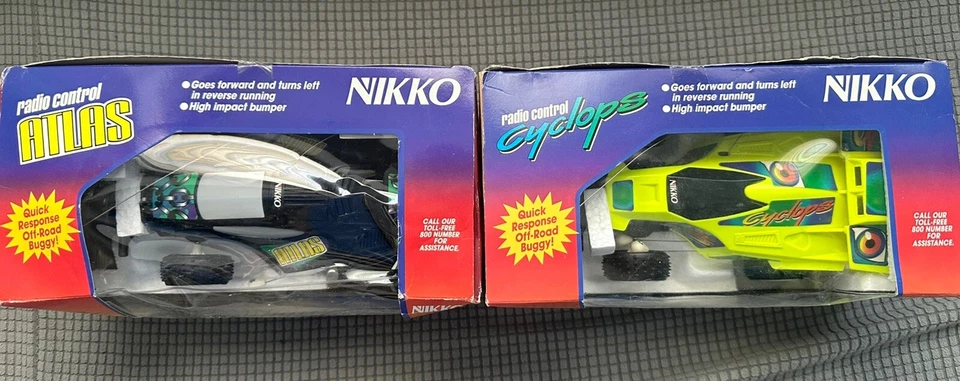 radio control
ATLAS
●Goes forward and turns left
in reverse running
●High impact bumper
NIKKO
Quick
Response
Off-Road
Buggy!
NIKKO
ATLAS
CALL OUR
TOLL-FREE
800 NUMBER
FOR
ASSISTANCE.
NIKKO
radio control
cyclops
●Goes forward and turns left
in reverse running
●High impact bumper
NIKKO
Quick
Response
Off-Road
Buggy!
NIKKO
Cyclops
CALL OUR
TOLL-FREE
800 NUMBER
FOR
ASSISTANCE.